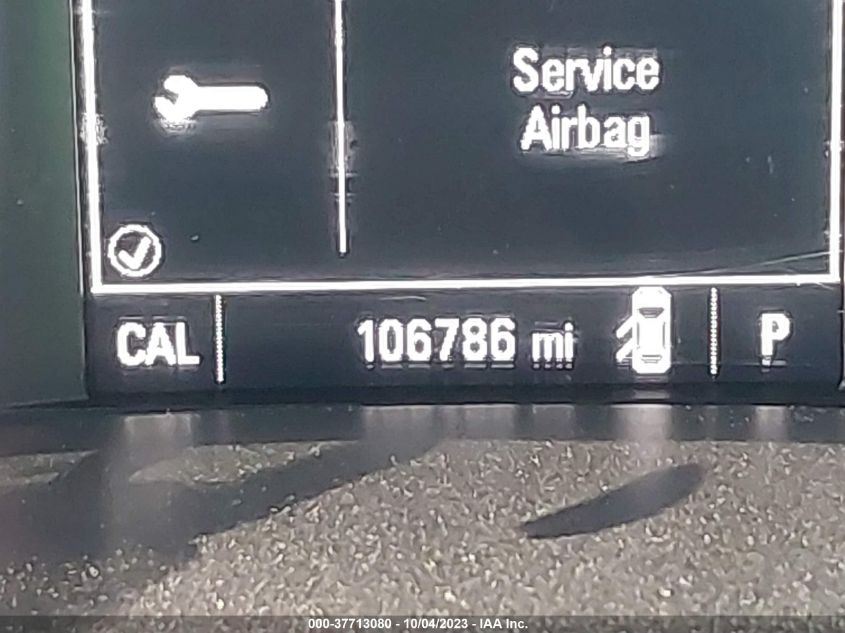 Service
Airbag
CAL 106786 mi P
000-37713080 - 10/04/2023 - IAA Inc.